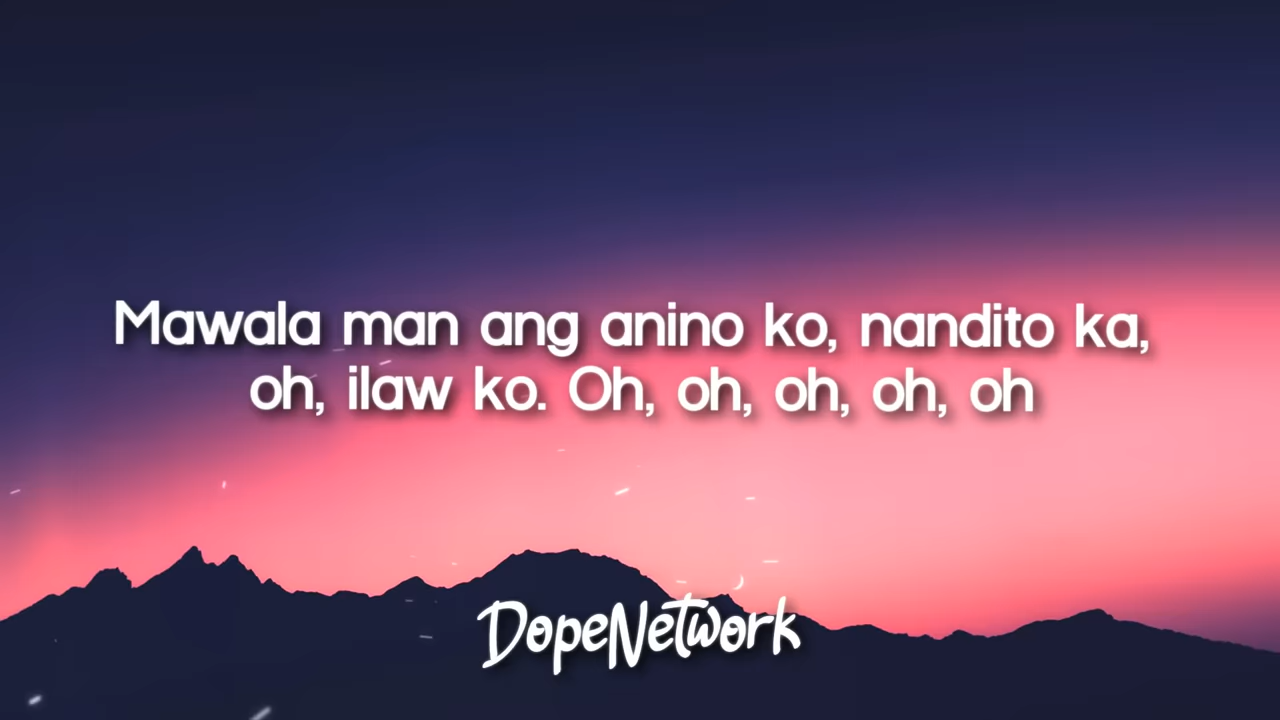 Mawala man ang anino ko, nandito ka,
oh, ilaw ko. Oh, oh, oh, oh, oh
DopeNetwork